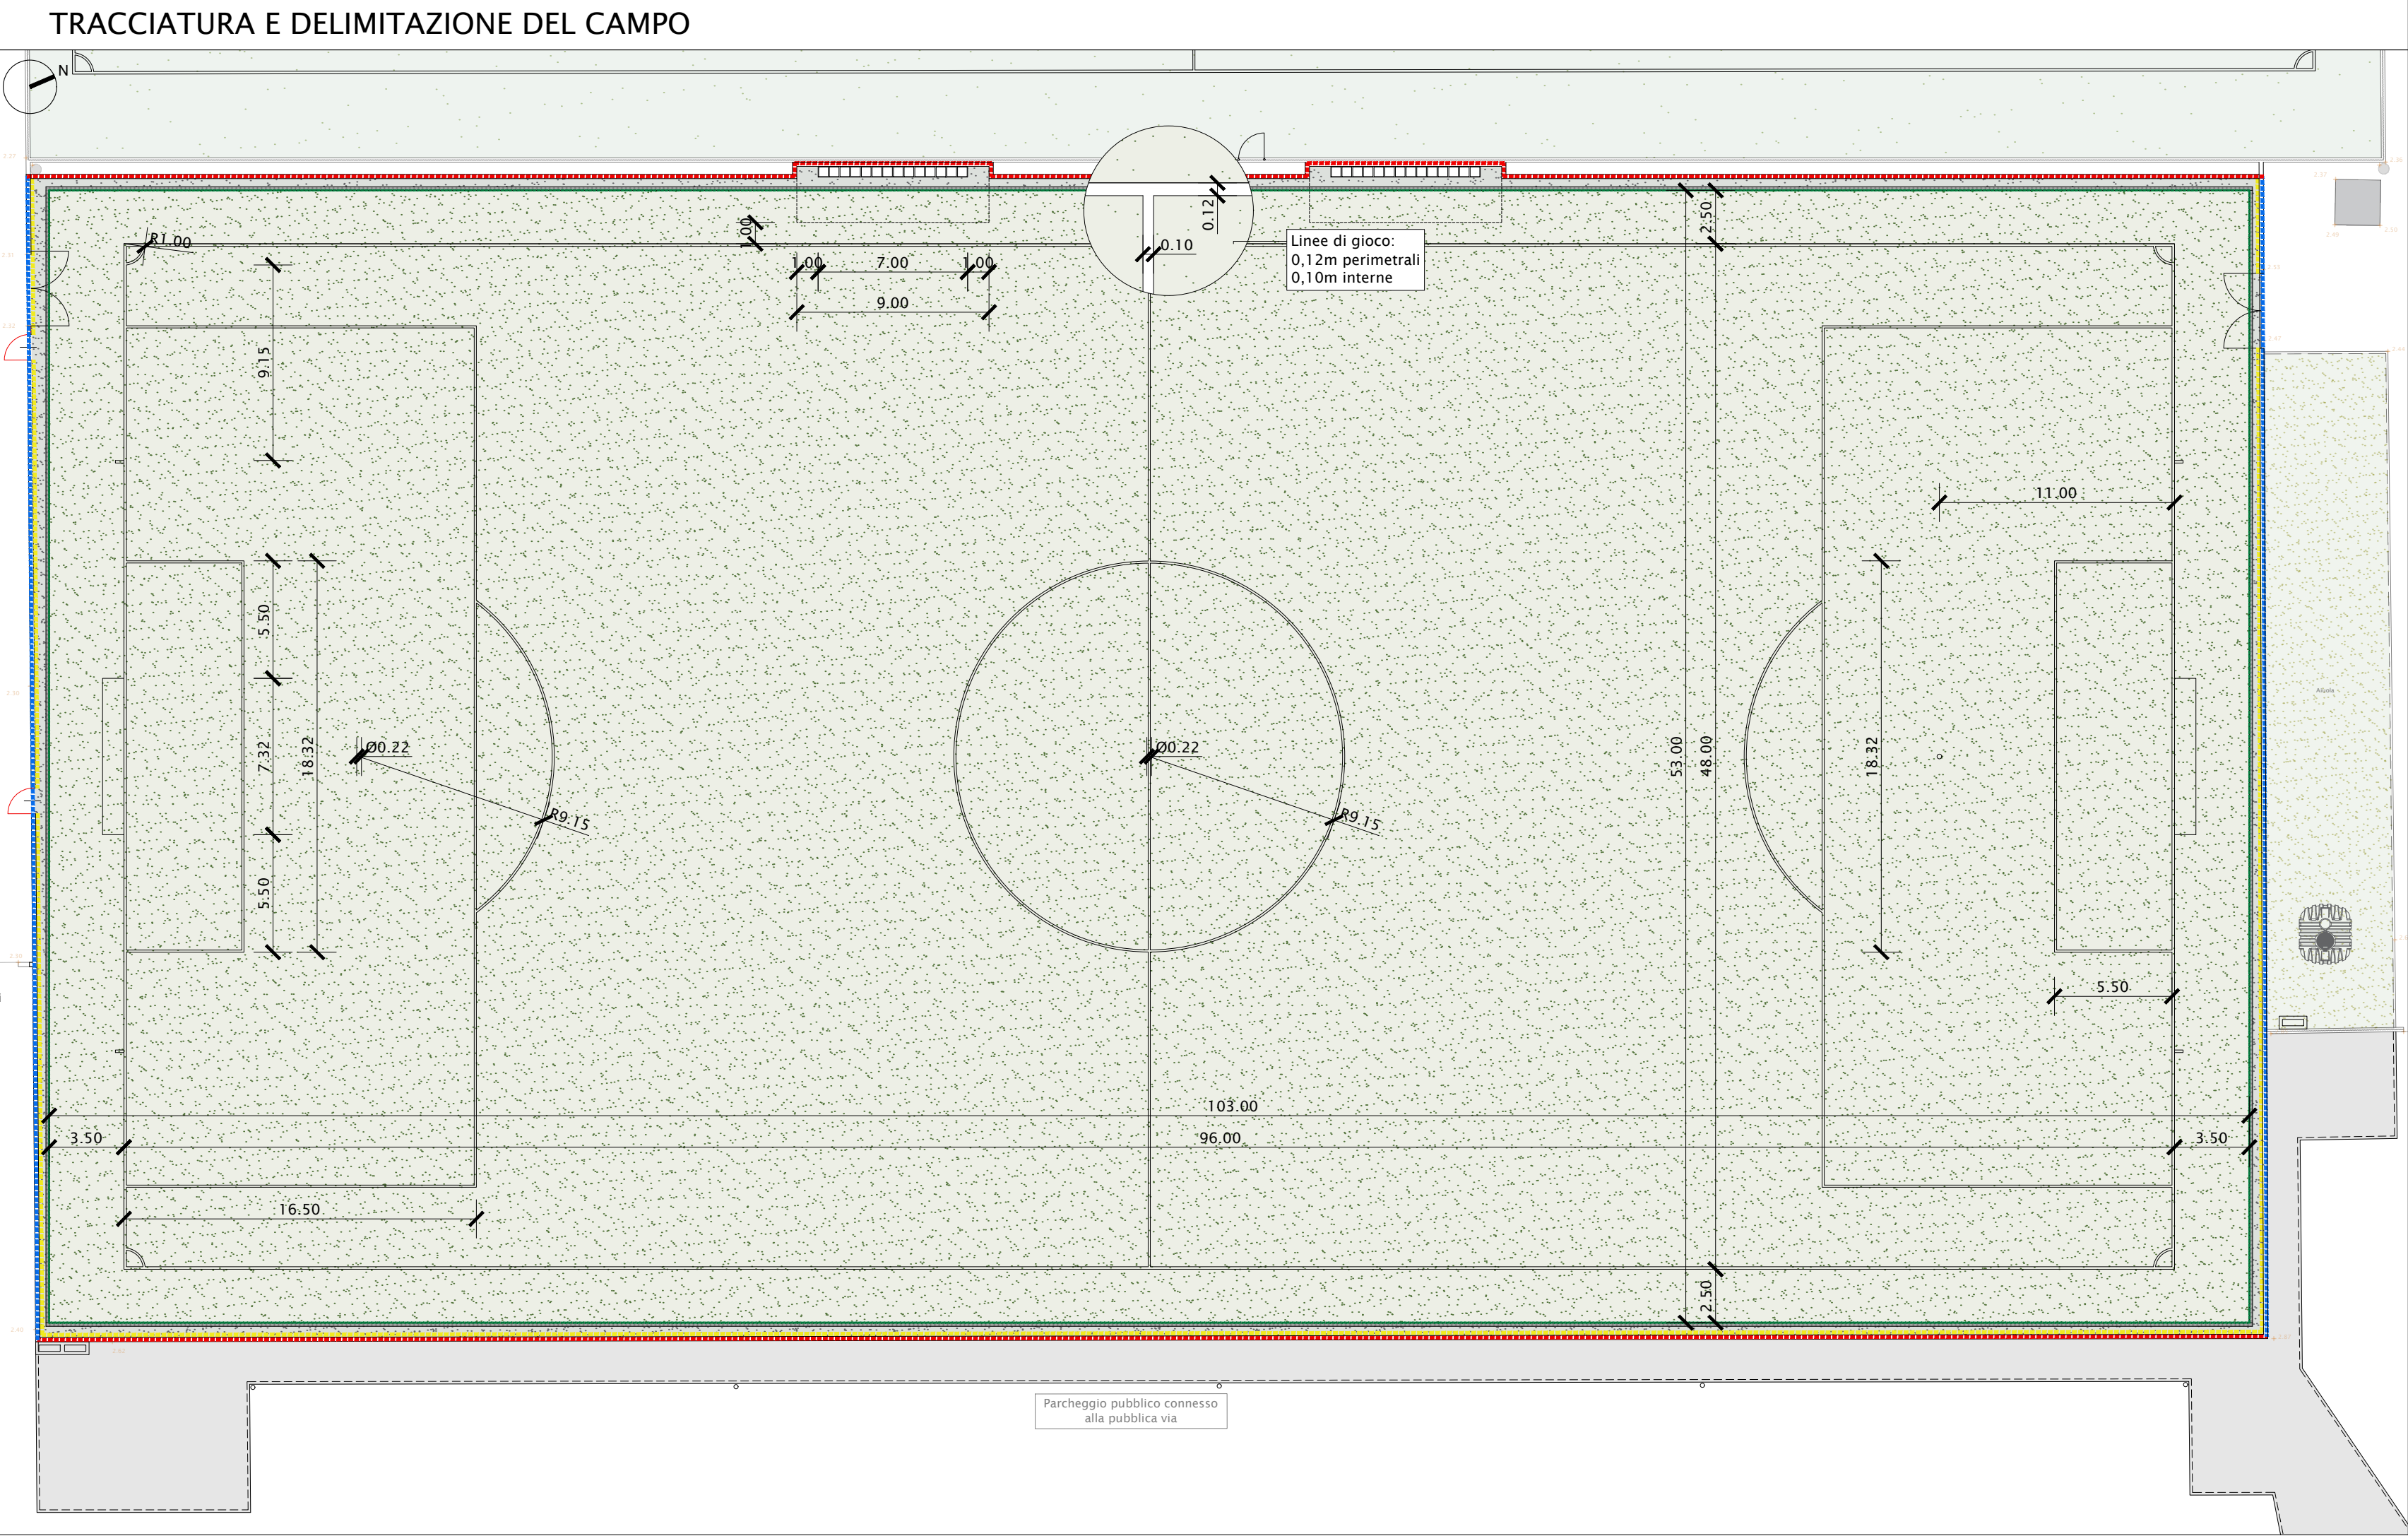 TRACCIATURA E DELIMITAZIONE DEL CAMPO
N
R1.00
1.00
1.00
7.00
1.00
9.00
0.12
0.10
Linee di gioco:
0,12m perimetrali
0,10m interne
2.50
9.15
11.00
5.50
7.32
18.32
5.50
Ø0.22
R9.15
Ø0.22
R9.15
53.00
48.00
18.32
5.50
103.00
3.50
96.00
3.50
16.50
2.50
Parcheggio pubblico connesso
alla pubblica via